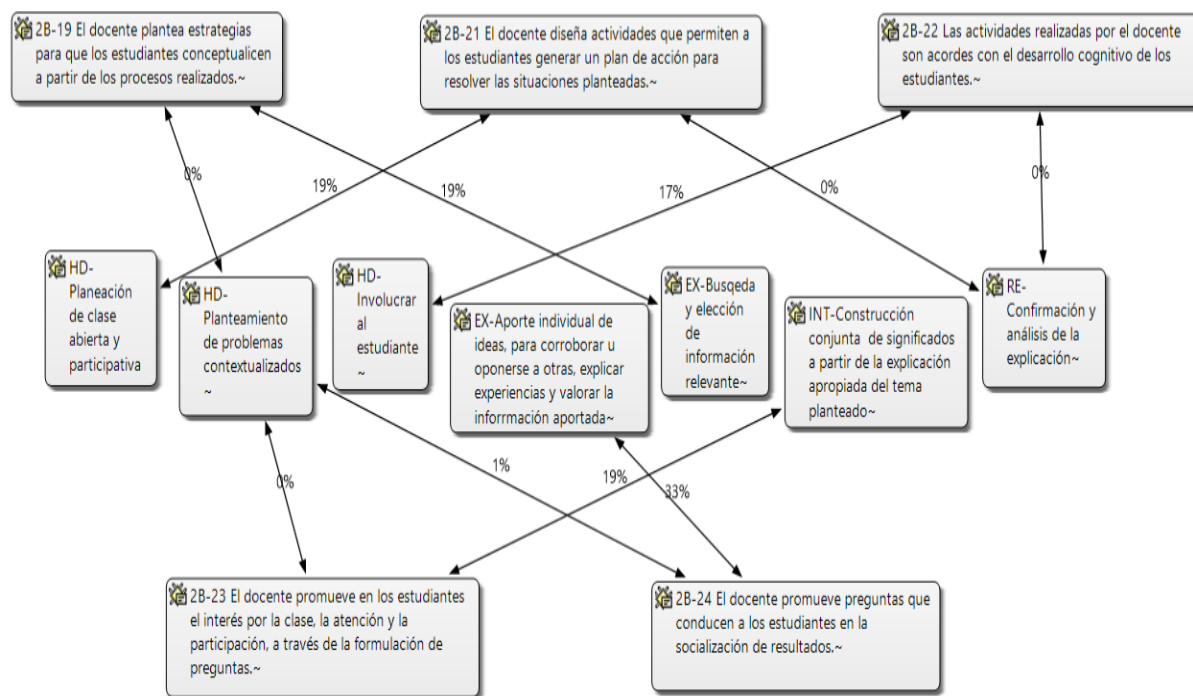 2B-19 El docente plantea estrategias
para que los estudiantes conceptualicen
a partir de los procesos realizados.~
2B-21 El docente diseña actividades que permiten a
los estudiantes generar un plan de acción para
resolver las situaciones planteadas.~
2B-22 Las actividades realizadas por el docente
son acordes con el desarrollo cognitivo de los
estudiantes.~
0%
19%
19%
17%
0%
0%
HD-
Planeación
de clase
abierta y
participativa
HD-
Planteamiento
de problemas
contextualizados
~
HD-
Involucrar
al
estudiante
~
EX-Aporte individual de
ideas, para corroborar u
oponerse a otras, explicar
experiencias y valorar la
inforrmación aportada~
EX-Busqeda
y elección
de
información
relevante~
INT-Construcción
conjunta de significados
a partir de la explicación
apropiada del tema
planteado~
RE-
Confirmación y
análisis de la
explicación~
0%
1%
19%
33%
2B-23 El docente promueve en los estudiantes
el interés por la clase, la atención y la
participación, a través de la formulación de
preguntas.~
2B-24 El docente promueve preguntas que
conducen a los estudiantes en la
socialización de resultados.~